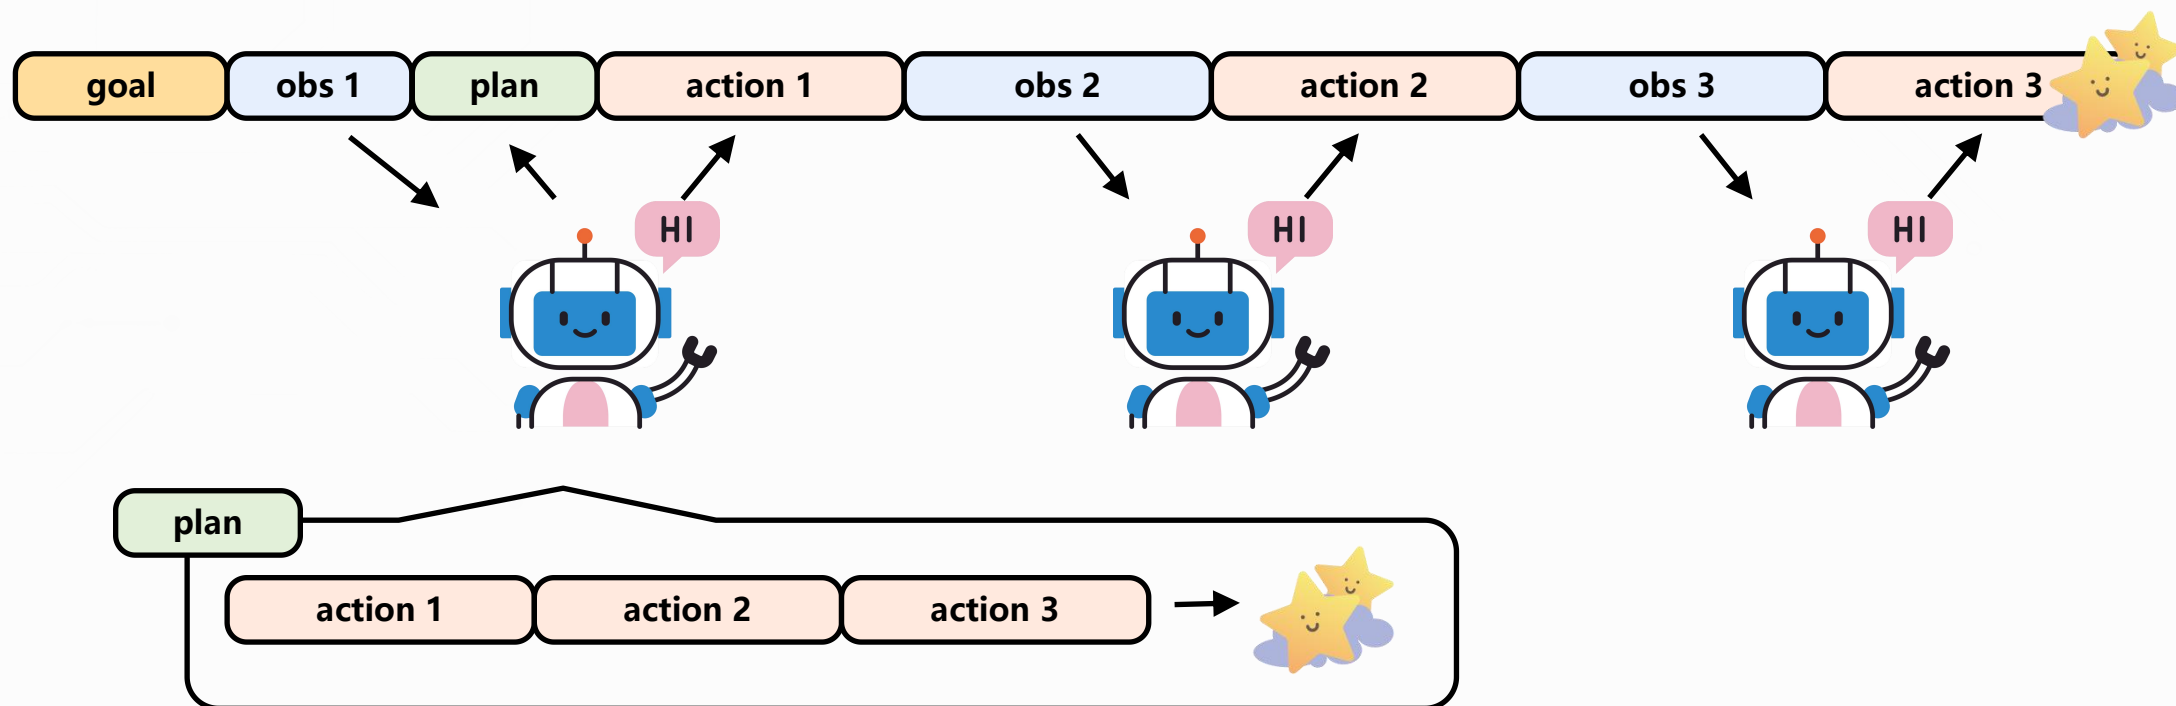 goal obs 1 plan action 1 obs 2 action 2 obs 3 action 3
HI HI HI
plan
action 1 action 2 action 3